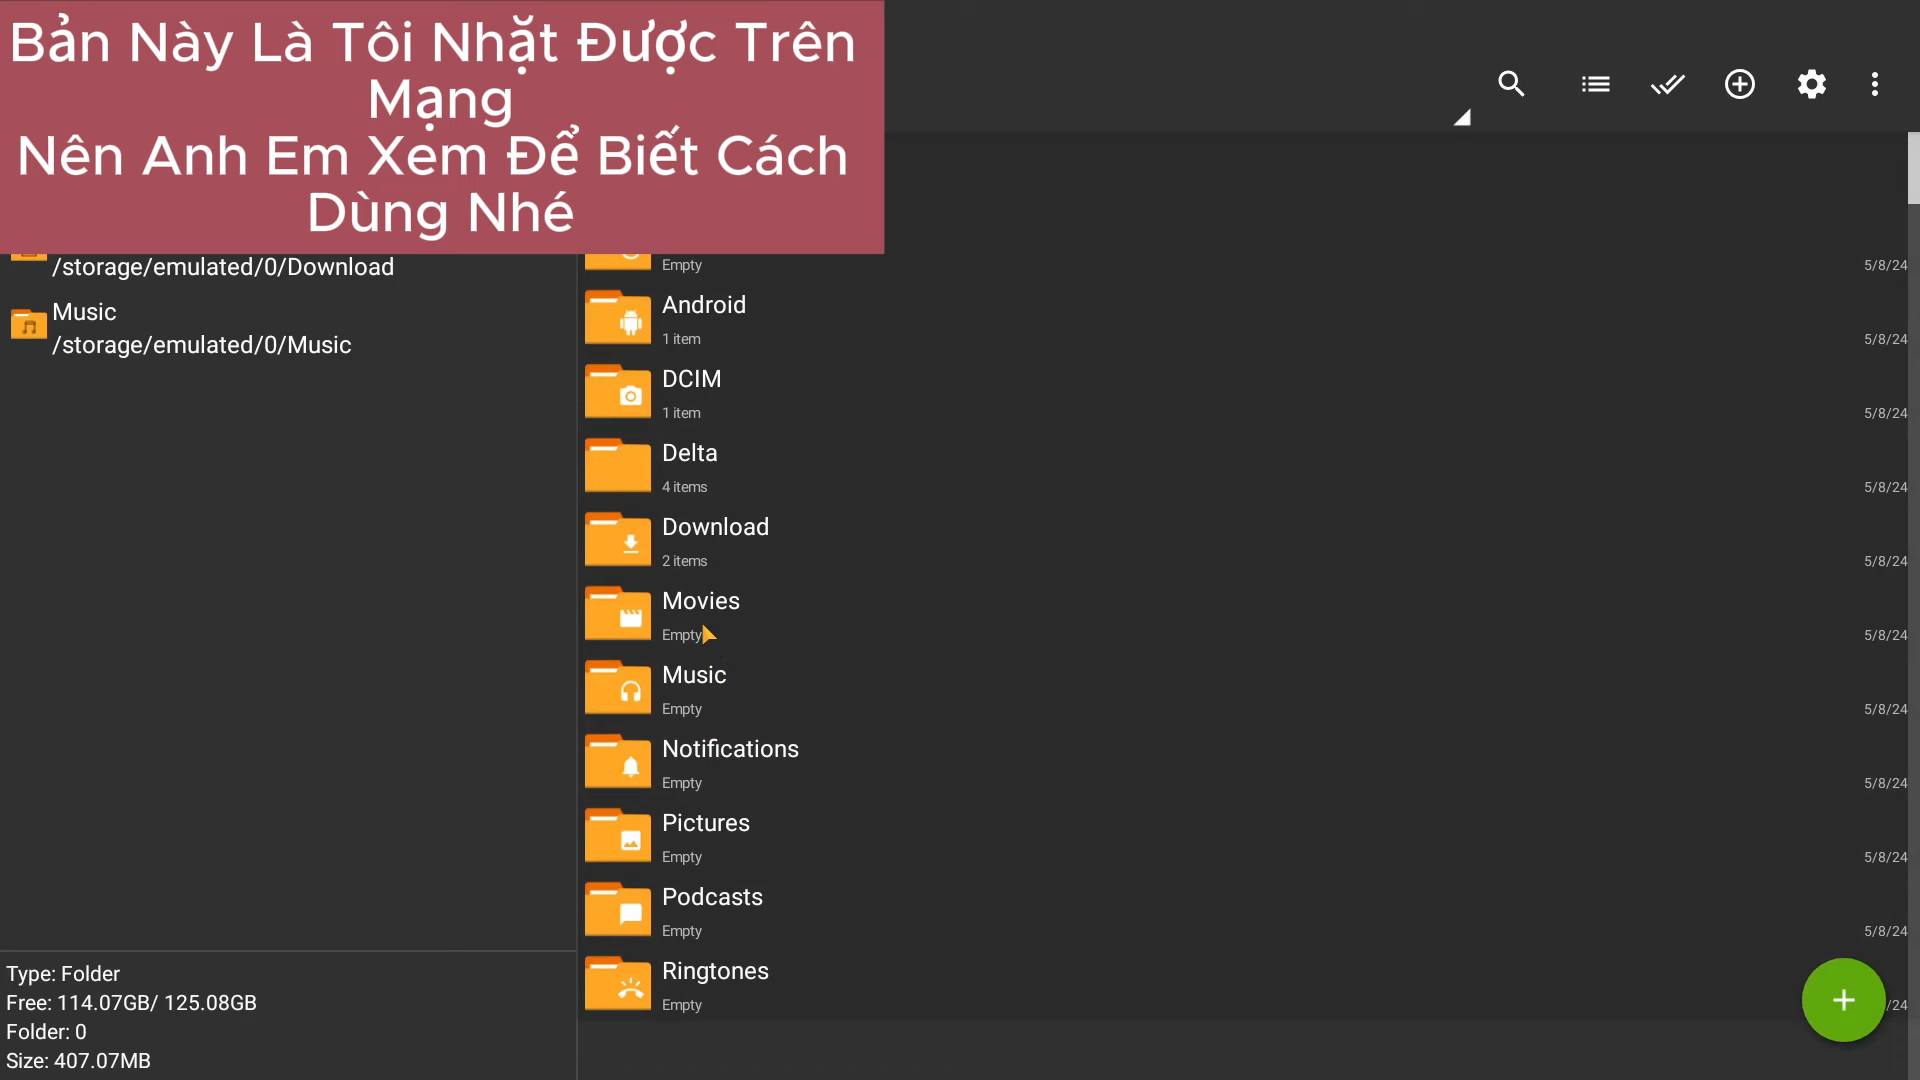 Bản Này Là Tôi Nhặt Được Trên
Mạng
Nên Anh Em Xem Để Biết Cách
Dùng Nhé
/storage/emulated/0/Download
Music
/storage/emulated/0/Music
Empty
5/8/24
Android
1 item
5/8/24
DCIM
1 item
5/8/24
Delta
4 items
5/8/24
Download
2 items
5/8/24
Movies
Empty
5/8/24
Music
Empty
5/8/24
Notifications
Empty
5/8/24
Pictures
Empty
5/8/24
Podcasts
Empty
5/8/24
Ringtones
Empty
/24
Type: Folder
Free: 114.07GB/ 125.08GB
Folder: 0
Size: 407.07MB